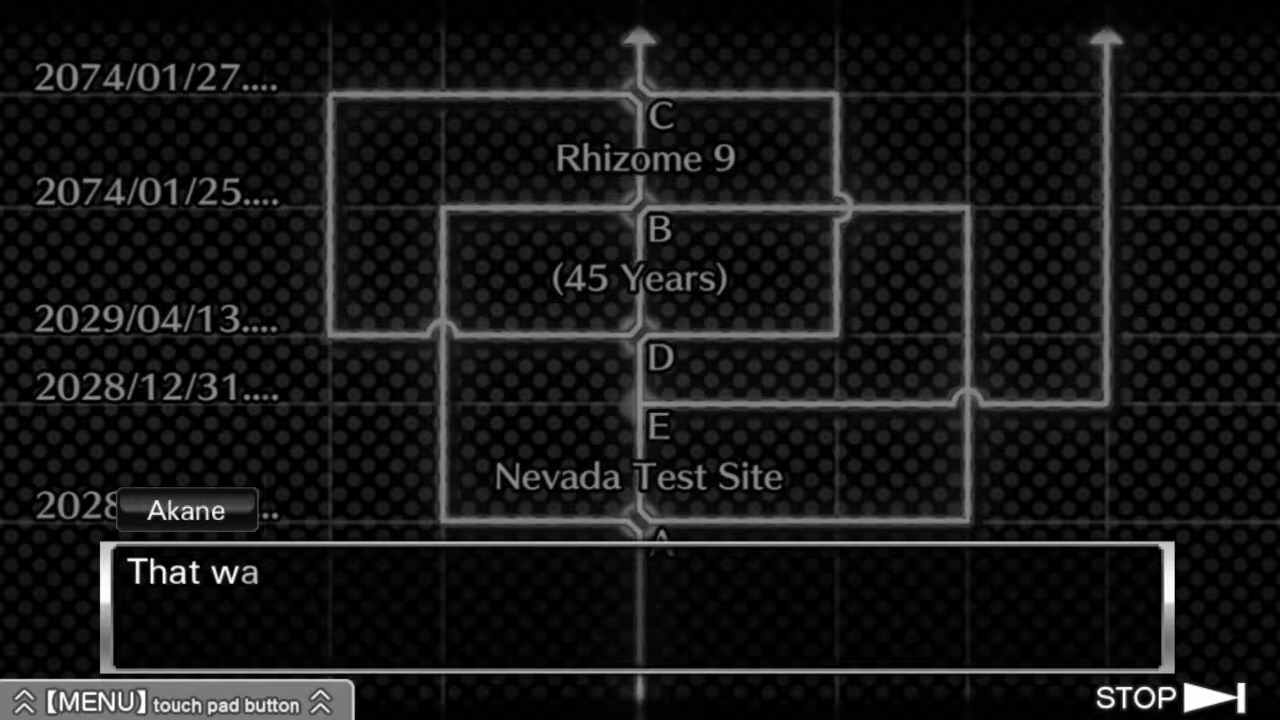 2074/01/27....
C
Rhizome 9
2074/01/25....
B
(45 Years)
2029/04/13....
D
2028/12/31....
E
Nevada Test Site
2028
..
Akane
A
That wa
【MENU】 touch pad button
STOP